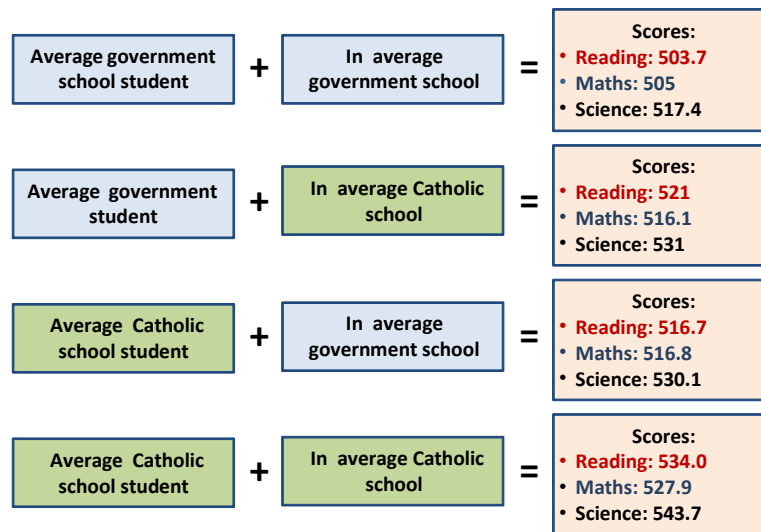 Average government
school student
+
In average
government school
=
Scores:
• Reading: 503.7
• Maths: 505
• Science: 517.4
Average government
student
+
In average Catholic
school
=
Scores:
• Reading: 521
• Maths: 516.1
• Science: 531
Average Catholic
school student
+
In average
government school
=
Scores:
• Reading: 516.7
• Maths: 516.8
• Science: 530.1
Average Catholic
school student
+
In average Catholic
school
=
Scores:
• Reading: 534.0
• Maths: 527.9
• Science: 543.7